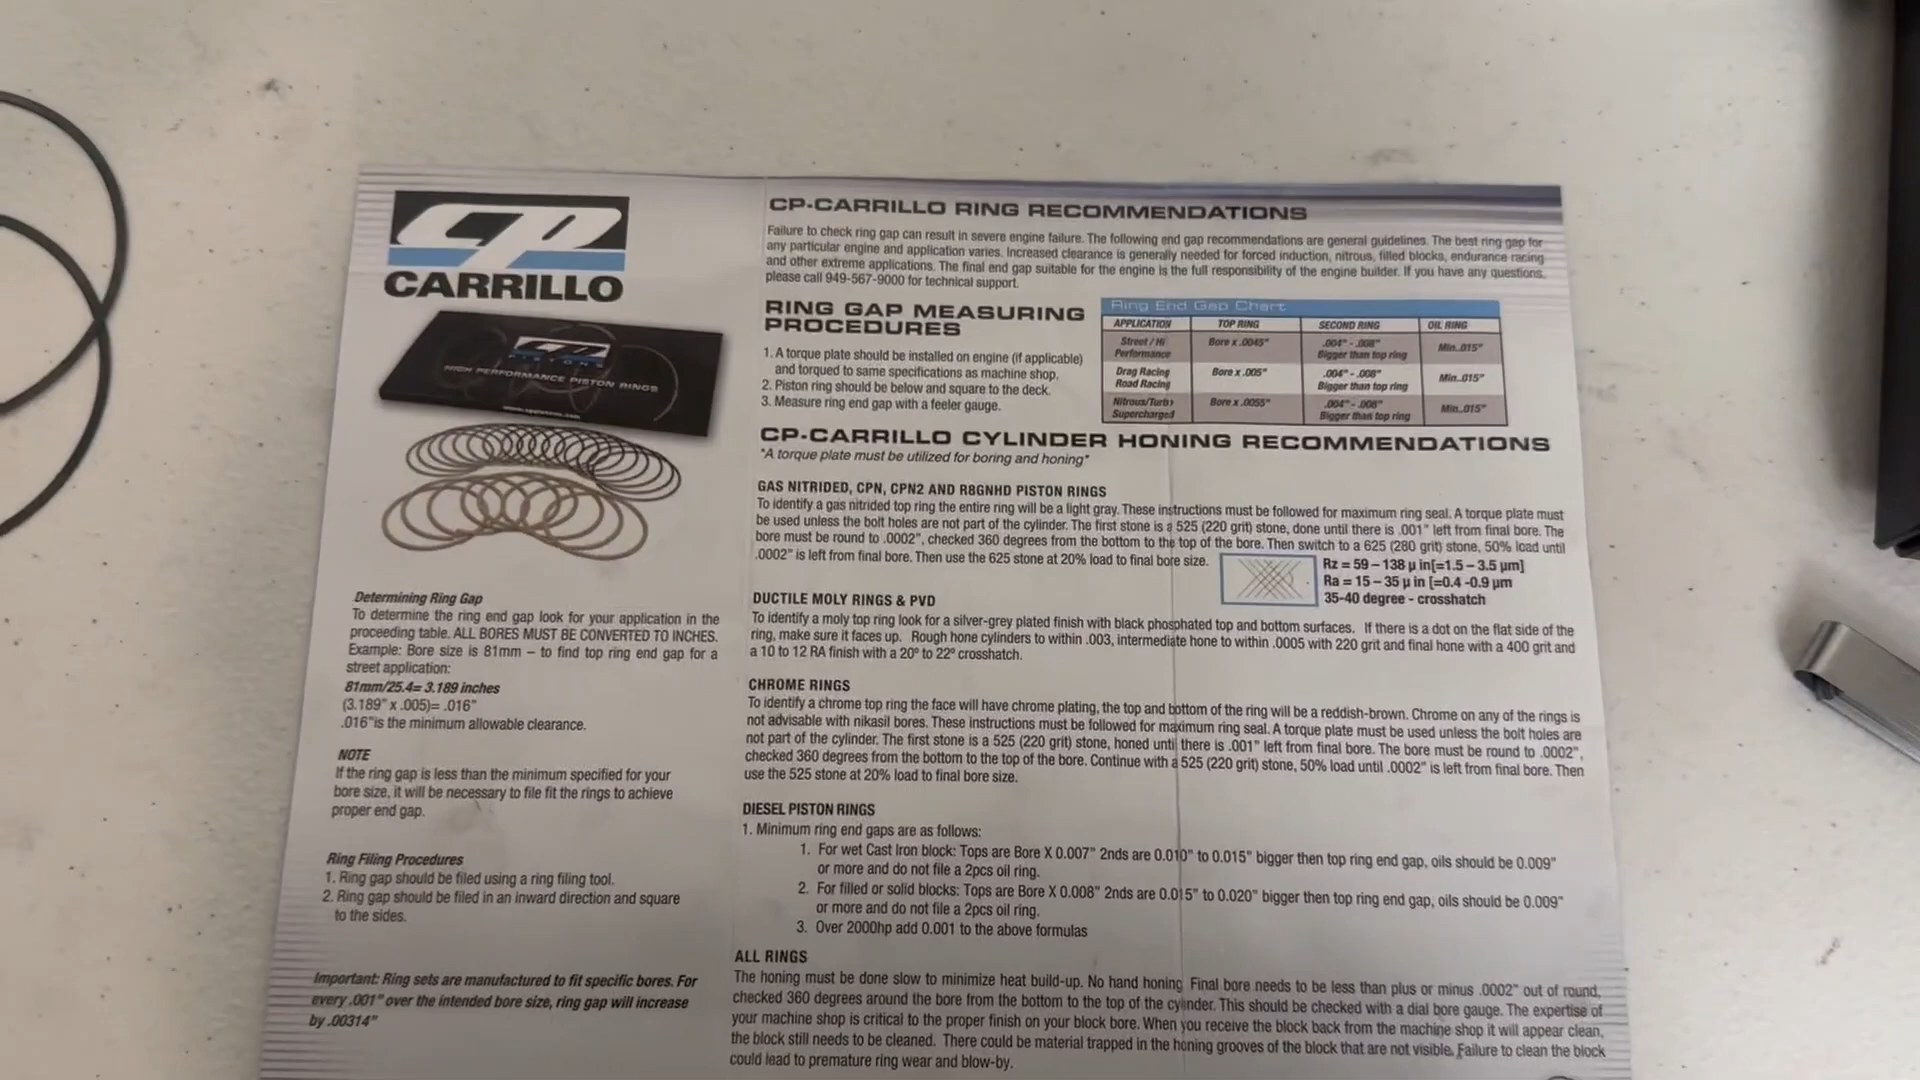 CP
CARRILLO
CP
PISTONS
HIGH PERFORMANCE PISTON RINGS
Determining Ring Gap
To determine the ring end gap look for your application in the
proceeding table. ALL BORES MUST BE CONVERTED TO INCHES.
Example: Bore size is 81mm – to find top ring end gap for a
street application:
81mm/25.4= 3.189 inches
(3.189" x .005)= .016"
.016"is the minimum allowable clearance.
NOTE
If the ring gap is less than the minimum specified for your
bore size, it will be necessary to file fit the rings to achieve
proper end gap.
Ring Filing Procedures
1. Ring gap should be filed using a ring filing tool.
2. Ring gap should be filed in an inward direction and square
to the sides.
Important: Ring sets are manufactured to fit specific bores. For
every .001" over the intended bore size, ring gap will increase
by .00314"
CP-CARRILLO RING RECOMMENDATIONS
Failure to check ring gap can result in severe engine failure. The following end gap recommendations are general guidelines. The best ring gap for
any particular engine and application varies. Increased clearance is generally needed for forced induction, nitrous, filled blocks, endurance racing
and other extreme applications. The final end gap suitable for the engine is the full responsibility of the engine builder. If you have any questions,
please call 949-567-9000 for technical support.
RING GAP MEASURING
PROCEDURES
1. A torque plate should be installed on engine (if applicable)
and torqued to same specifications as machine shop.
2. Piston ring should be below and square to the deck.
3. Measure ring end gap with a feeler gauge.
Ring End Gap Chart
APPLICATION TOP RING SECOND RING OIL RING
Street / Hi Performance Bore x .0045" .004" - .008" Bigger than top ring Min..015"
Drag Racing Road Racing Bore x .005" .004" - .008" Bigger than top ring Min..015"
Nitrous/Turbo Supercharged Bore x .0055" .004" - .008" Bigger than top ring Min..015"
CP-CARRILLO CYLINDER HONING RECOMMENDATIONS
*A torque plate must be utilized for boring and honing*
GAS NITRIDED, CPN, CPN2 AND R8GNHD PISTON RINGS
To identify a gas nitrided top ring the entire ring will be a light gray. These instructions must be followed for maximum ring seal. A torque plate must
be used unless the bolt holes are not part of the cylinder. The first stone is a 525 (220 grit) stone, done until there is .001" left from final bore. The
bore must be round to .0002", checked 360 degrees from the bottom to the top of the bore. Then switch to a 625 (280 grit) stone, 50% load until
.0002" is left from final bore. Then use the 625 stone at 20% load to final bore size.
Rz = 59 – 138 µ in[=1.5 – 3.5 µm]
Ra = 15 – 35 µ in [=0.4 -0.9 µm
35-40 degree - crosshatch
DUCTILE MOLY RINGS & PVD
To identify a moly top ring look for a silver-grey plated finish with black phosphated top and bottom surfaces. If there is a dot on the flat side of the
ring, make sure it faces up. Rough hone cylinders to within .003, intermediate hone to within .0005 with 220 grit and final hone with a 400 grit and
a 10 to 12 RA finish with a 20º to 22º crosshatch.
CHROME RINGS
To identify a chrome top ring the face will have chrome plating, the top and bottom of the ring will be a reddish-brown. Chrome on any of the rings is
not advisable with nikasil bores. These instructions must be followed for maximum ring seal. A torque plate must be used unless the bolt holes are
not part of the cylinder. The first stone is a 525 (220 grit) stone, honed until there is .001" left from final bore. The bore must be round to .0002",
checked 360 degrees from the bottom to the top of the bore. Continue with a 525 (220 grit) stone, 50% load until .0002" is left from final bore. Then
use the 525 stone at 20% load to final bore size.
DIESEL PISTON RINGS
1. Minimum ring end gaps are as follows:
1. For wet Cast Iron block: Tops are Bore X 0.007" 2nds are 0.010" to 0.015" bigger then top ring end gap, oils should be 0.009"
or more and do not file a 2pcs oil ring.
2. For filled or solid blocks: Tops are Bore X 0.008" 2nds are 0.015" to 0.020" bigger then top ring end gap, oils should be 0.009"
or more and do not file a 2pcs oil ring.
3. Over 2000hp add 0.001 to the above formulas
ALL RINGS
The honing must be done slow to minimize heat build-up. No hand honing. Final bore needs to be less than plus or minus .0002" out of round,
checked 360 degrees around the bore from the bottom to the top of the cylinder. This should be checked with a dial bore gauge. The expertise of
your machine shop is critical to the proper finish on your block bore. When you receive the block back from the machine shop it will appear clean,
the block still needs to be cleaned. There could be material trapped in the honing grooves of the block that are not visible. Failure to clean the block
could lead to premature ring wear and blow-by.